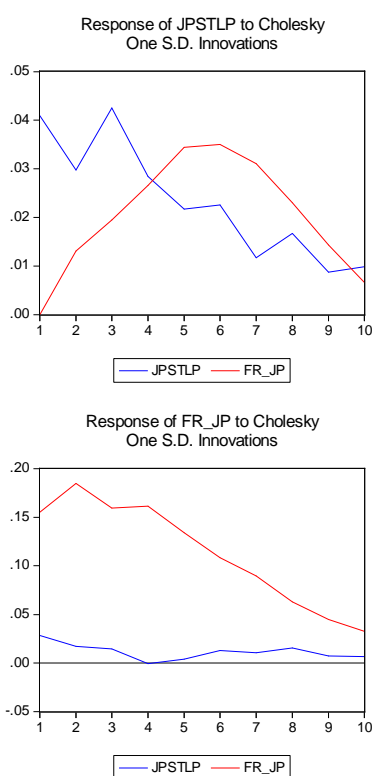 Response of JPSTLP to Cholesky
One S.D. Innovations
.05
.04
.03
.02
.01
.00
1 2 3 4 5 6 7 8 9 10
JPSTLP FR_JP
Response of FR_JP to Cholesky
One S.D. Innovations
.20
.15
.10
.05
.00
-.05
1 2 3 4 5 6 7 8 9 10
JPSTLP FR_JP